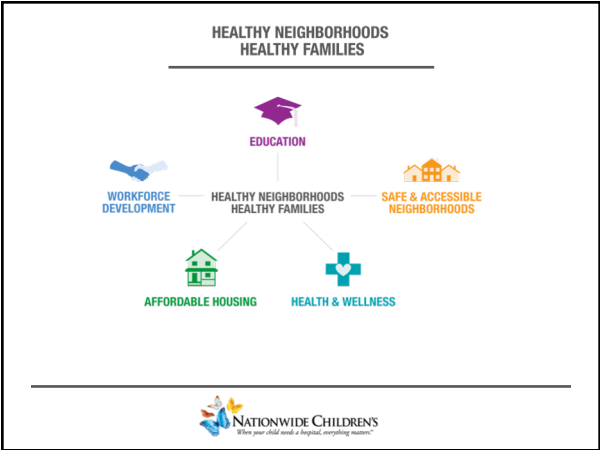 HEALTHY NEIGHBORHOODS
HEALTHY FAMILIES
EDUCATION
WORKFORCE
DEVELOPMENT
HEALTHY NEIGHBORHOODS
HEALTHY FAMILIES
SAFE & ACCESSIBLE
NEIGHBORHOODS
AFFORDABLE HOUSING
HEALTH & WELLNESS
NATIONWIDE CHILDREN'S
When your child needs a hospital, everything matters.™